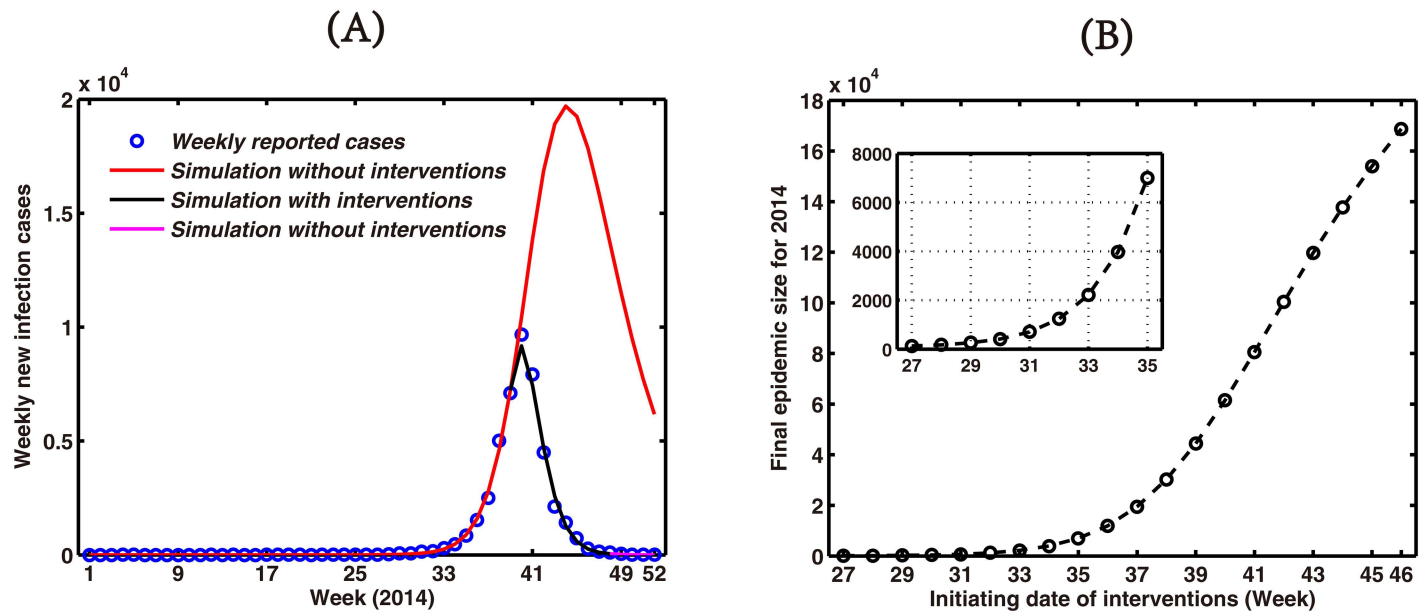 (A)
x 10^4
2
1.5
1
0.5
0
Weekly new infection cases
Weekly reported cases
Simulation without interventions
Simulation with interventions
Simulation without interventions
1 9 17 25 33 41 49 52
Week (2014)
(B)
x 10^4
18
16
14
12
10
8
6
4
2
0
Final epidemic size for 2014
8000
6000
4000
2000
0
27 29 31 33 35
27 29 31 33 35 37 39 41 43 45 46
Initiating date of interventions (Week)